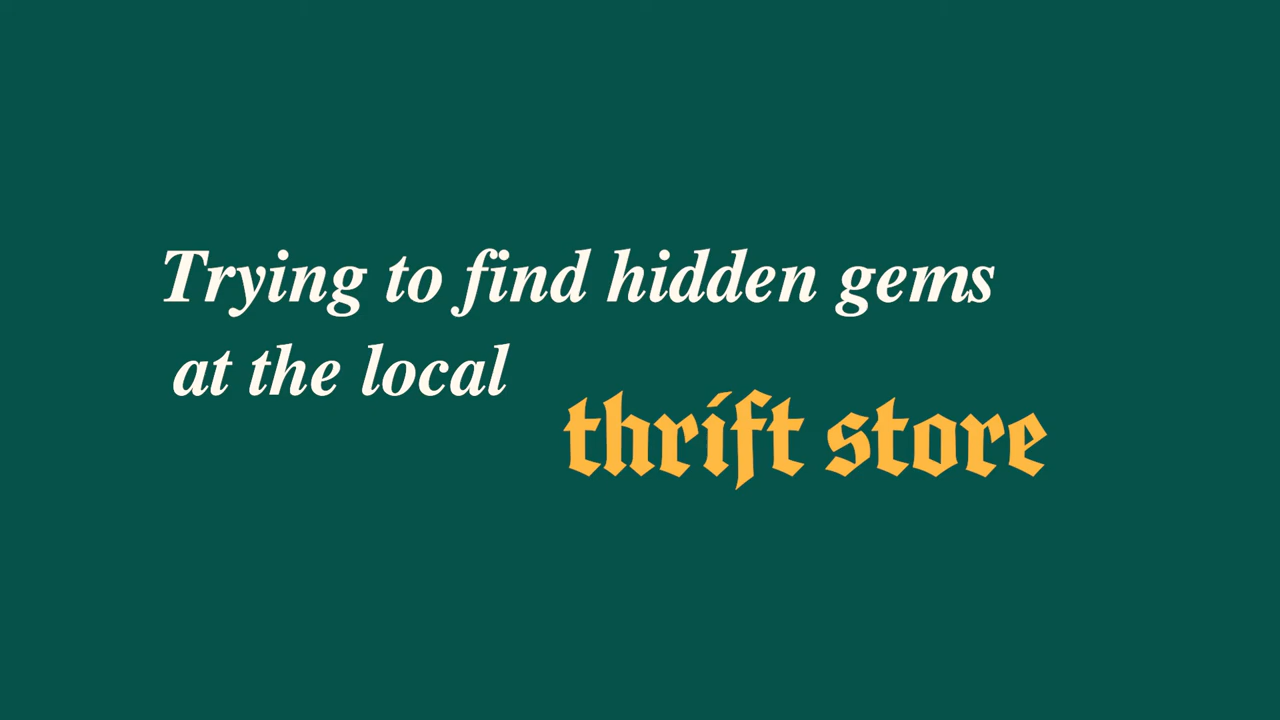 Trying to find hidden gems
at the local
thrift store